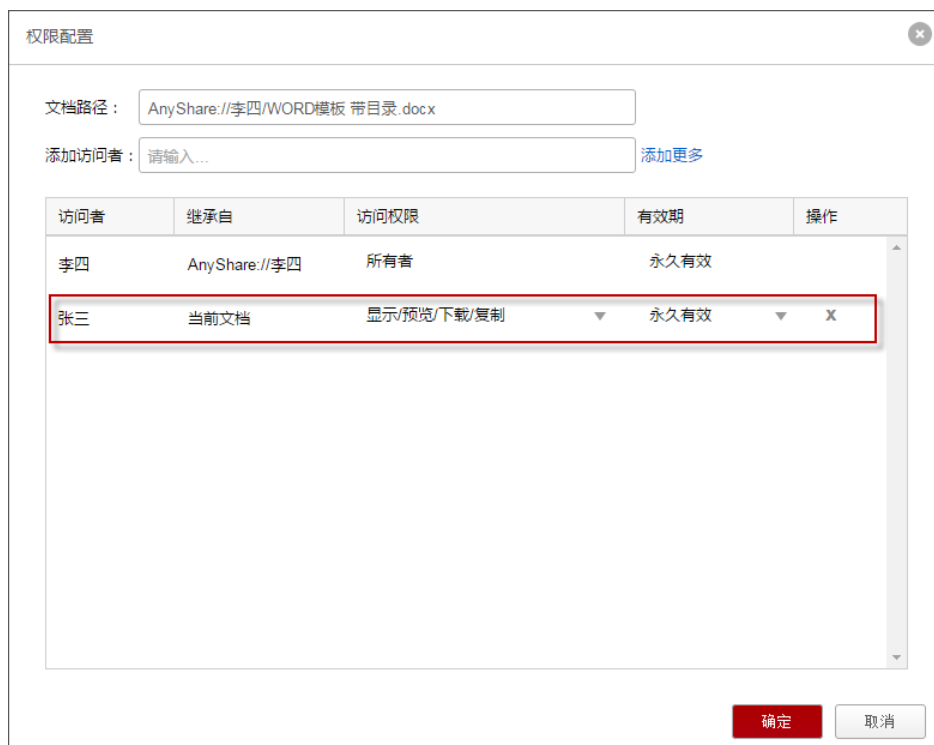 权限配置
文档路径： AnyShare://李四/WORD模板 带目录.docx
添加访问者： 请输入... 添加更多
访问者 继承自 访问权限 有效期 操作
李四 AnyShare://李四 所有者 永久有效
张三 当前文档 显示/预览/下载/复制 永久有效 X
确定 取消